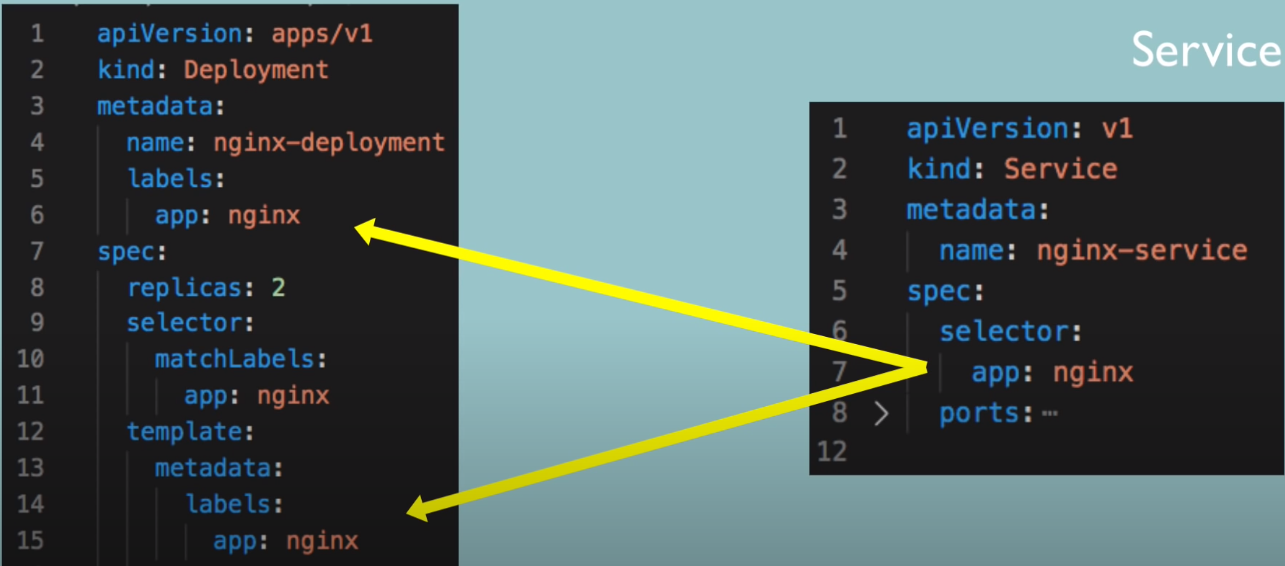 1 apiVersion: apps/v1
2 kind: Deployment
3 metadata:
4   name: nginx-deployment
5   labels:
6     app: nginx
7 spec:
8   replicas: 2
9   selector:
10     matchLabels:
11       app: nginx
12   template:
13     metadata:
14       labels:
15         app: nginx
Service
1 apiVersion: v1
2 kind: Service
3 metadata:
4   name: nginx-service
5 spec:
6   selector:
7     app: nginx
8 >   ports: ⋯
12